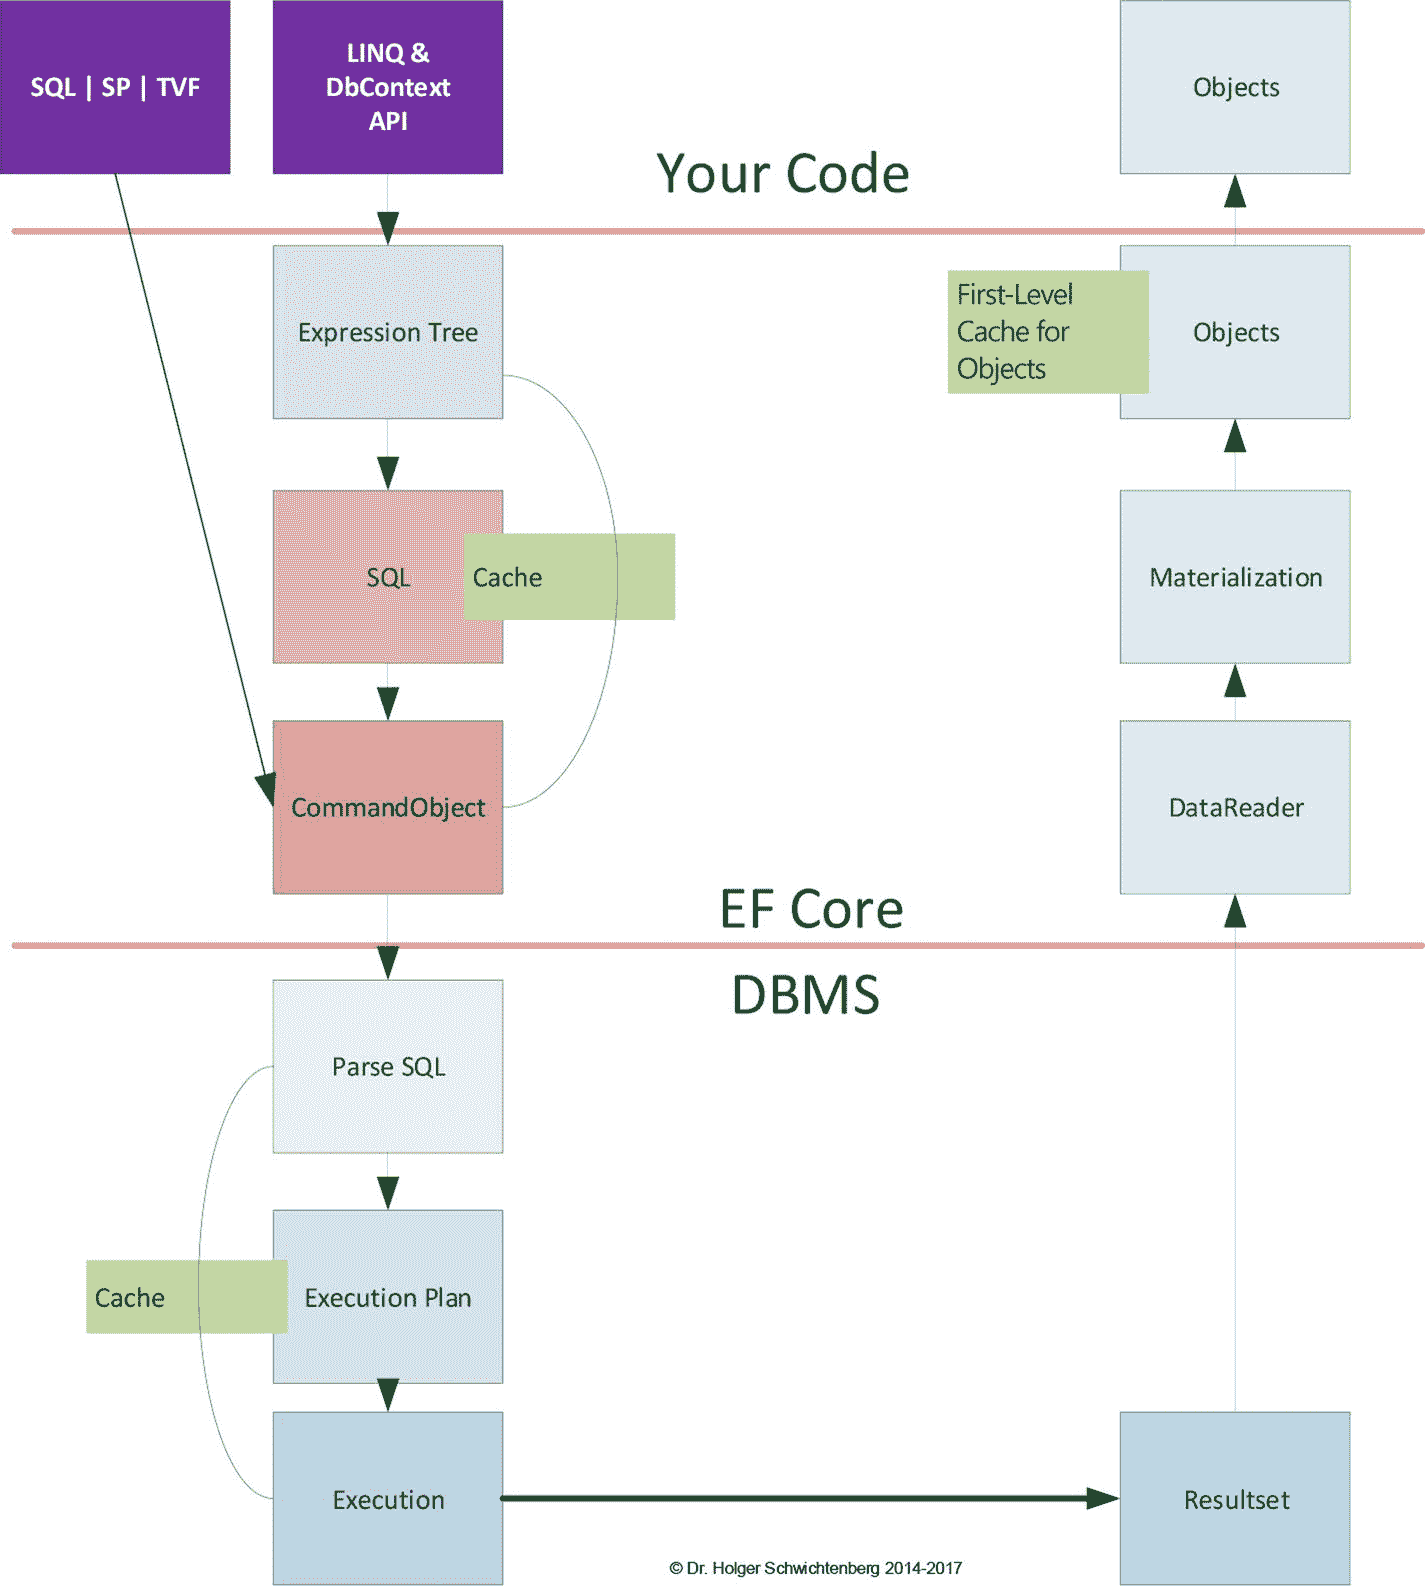 SQL | SP | TVF
LINQ &
DbContext
API
Objects
Your Code
Expression Tree
First-Level
Cache for
Objects
Objects
SQL
Cache
Materialization
CommandObject
DataReader
EF Core
DBMS
Parse SQL
Cache
Execution Plan
Execution
Resultset
© Dr. Holger Schwichtenberg 2014-2017